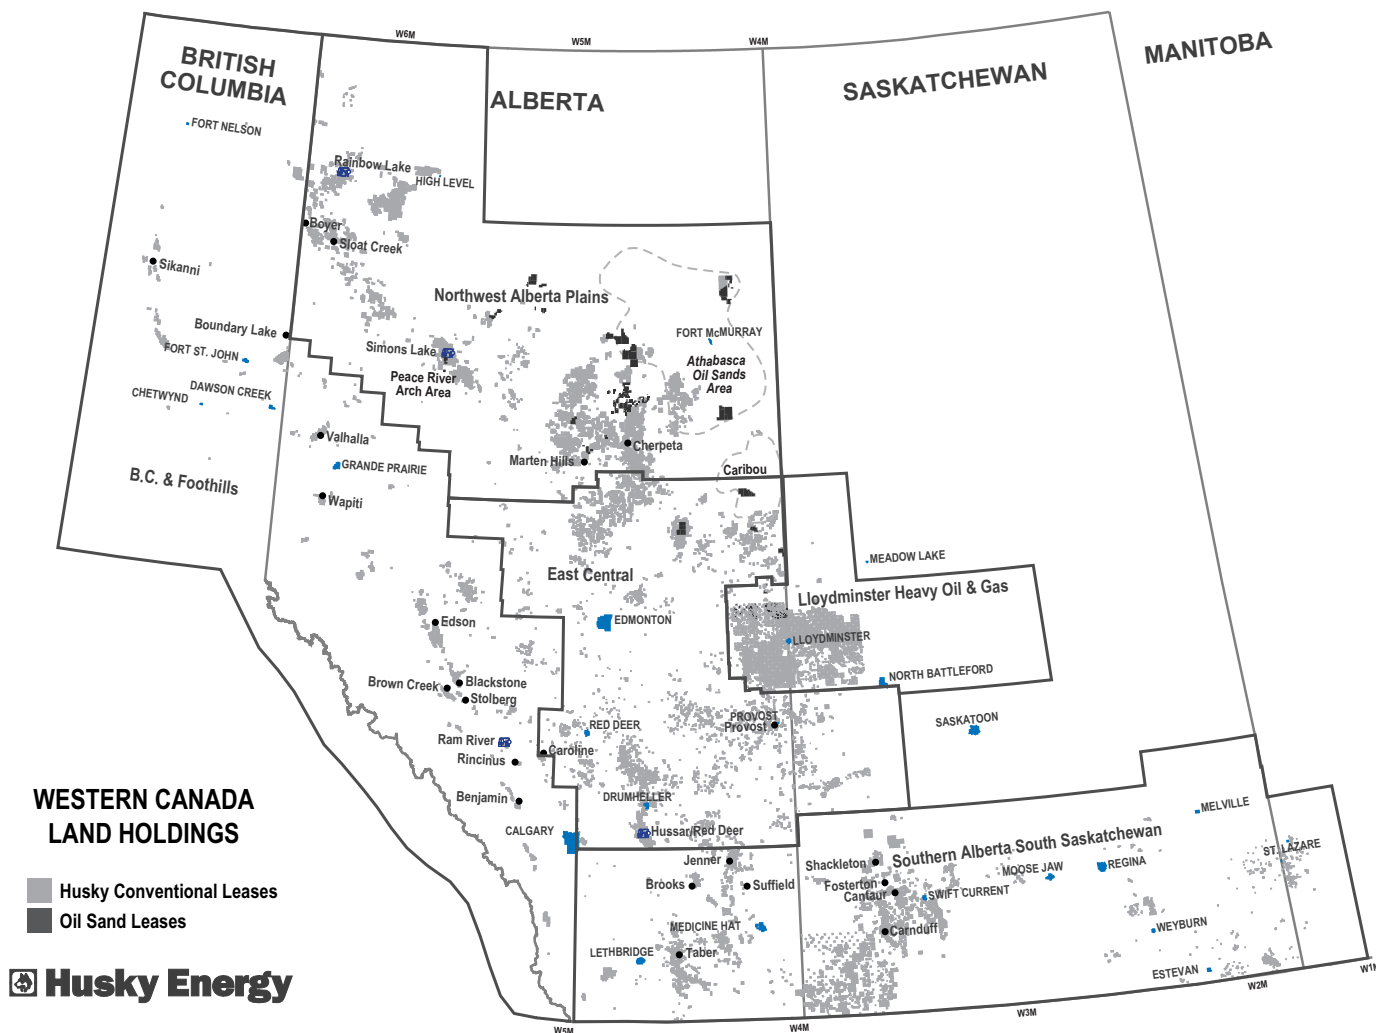 W6M
W5M
W4M
MANITOBA
BRITISH
COLUMBIA
ALBERTA
SASKATCHEWAN
FORT NELSON
Rainbow Lake
HIGH LEVEL
Boyer
Sloat Creek
Sikanni
Northwest Alberta Plains
Boundary Lake
FORT McMURRAY
Simons Lake
FORT ST. JOHN
Athabasca
Oil Sands
Area
Peace River
Arch Area
DAWSON CREEK
CHETWYND
Valhalla
Cherpeta
GRANDE PRAIRIE
Marten Hills
Caribou
B.C. & Foothills
Wapiti
MEADOW LAKE
East Central
Lloydminster Heavy Oil & Gas
Edson
EDMONTON
LLOYDMINSTER
NORTH BATTLEFORD
Brown Creek
Blackstone
Stolberg
PROVOST
Provost
SASKATOON
RED DEER
Ram River
Caroline
Rincinus
Benjamin
DRUMHELLER
WESTERN CANADA
LAND HOLDINGS
MELVILLE
CALGARY
Hussar/Red Deer
Southern Alberta South Saskatchewan
ST. LAZARE
Jenner
Shackleton
REGINA
MOOSE JAW
Brooks
Suffield
Fosterton
Cantaur
SWIFT CURRENT
Husky Conventional Leases
Oil Sand Leases
MEDICINE HAT
Carnduff
WEYBURN
LETHBRIDGE
Taber
ESTEVAN
Husky Energy
W1M
W2M
W3M
W4M
W5M